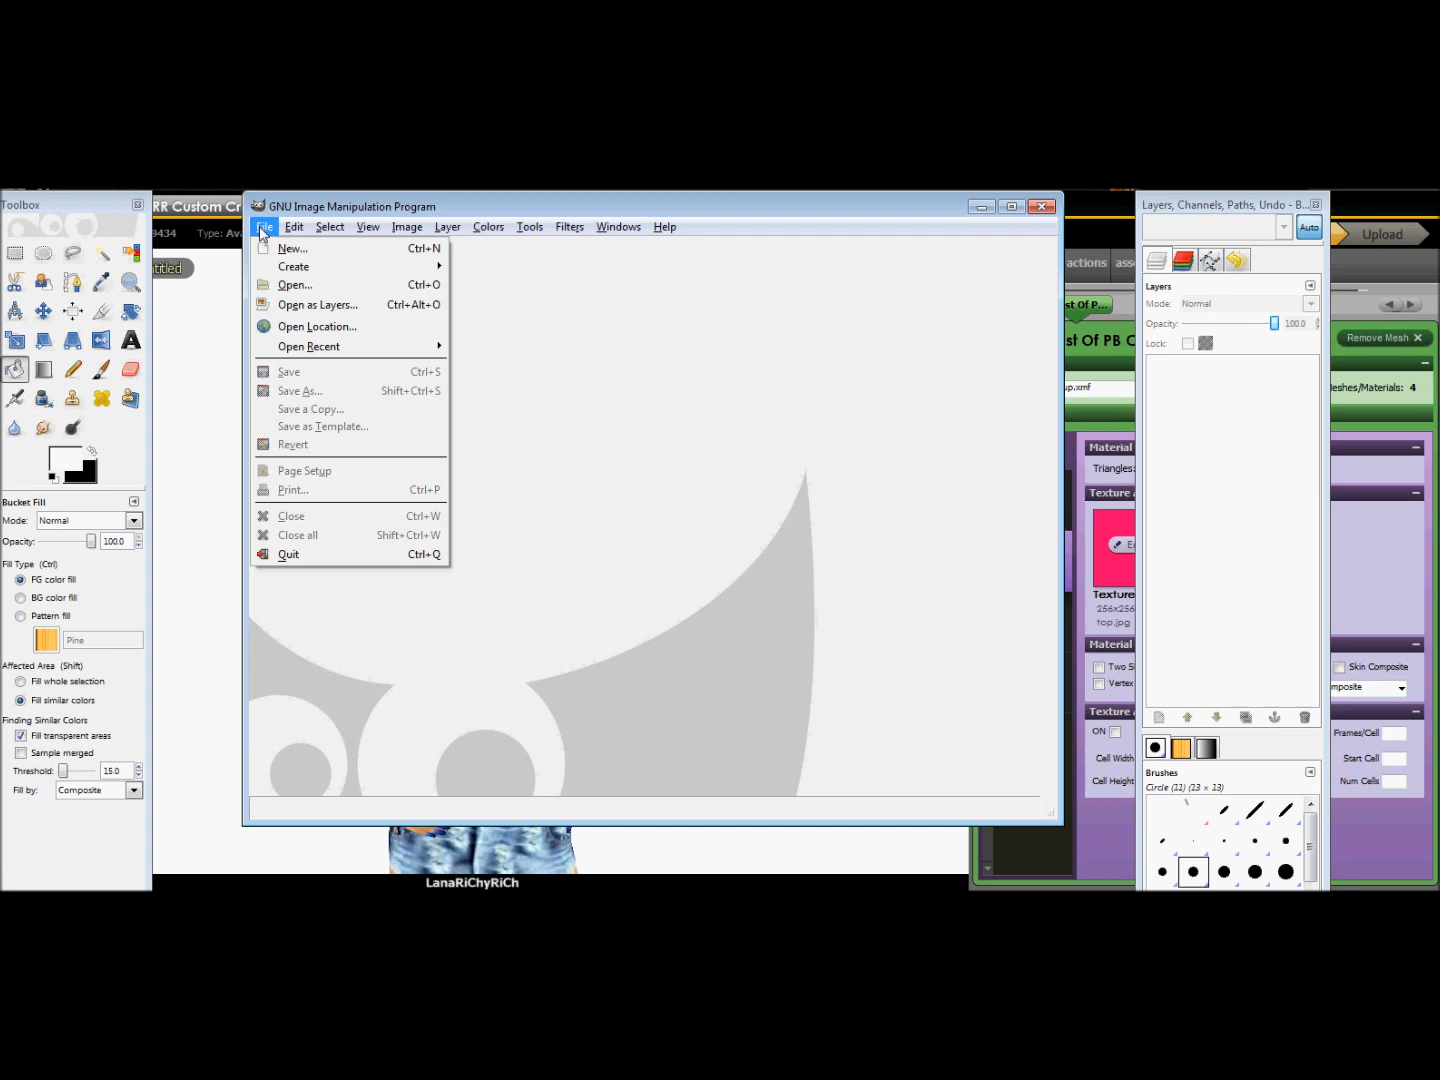 Toolbox
RR Custom Cr
9434 Type: Ava
titled
GNU Image Manipulation Program
File Edit Select View Image Layer Colors Tools Filters Windows Help
New... Ctrl+N
Create
Open... Ctrl+O
Open as Layers... Ctrl+Alt+O
Open Location...
Open Recent
Save Ctrl+S
Save As... Shift+Ctrl+S
Save a Copy...
Save as Template...
Revert
Page Setup
Print... Ctrl+P
Close Ctrl+W
Close all Shift+Ctrl+W
Quit Ctrl+Q
Bucket Fill
Mode: Normal
Opacity: 100.0
Fill Type (Ctrl)
FG color fill
BG color fill
Pattern fill
Pine
Affected Area (Shift)
Fill whole selection
Fill similar colors
Finding Similar Colors
Fill transparent areas
Sample merged
Threshold: 15.0
Fill by: Composite
LanaRiChyRiCh
Layers, Channels, Paths, Undo - B...
Auto
Layers
Mode: Normal
Opacity: 100.0
Lock:
Brushes
Circle (11) (13 × 13)
Upload
actions ass
st Of P...
st Of PB C
Remove Mesh
up.xmf
eshes/Materials: 4
Material
Triangles:
Texture A
E
Texture
256x256
top.jpg
Material
Two S
Vertex
Skin Composite
mposite
Texture A
ON
Cell Width
Cell Height
Frames/Cell
Start Cell
Num Cells